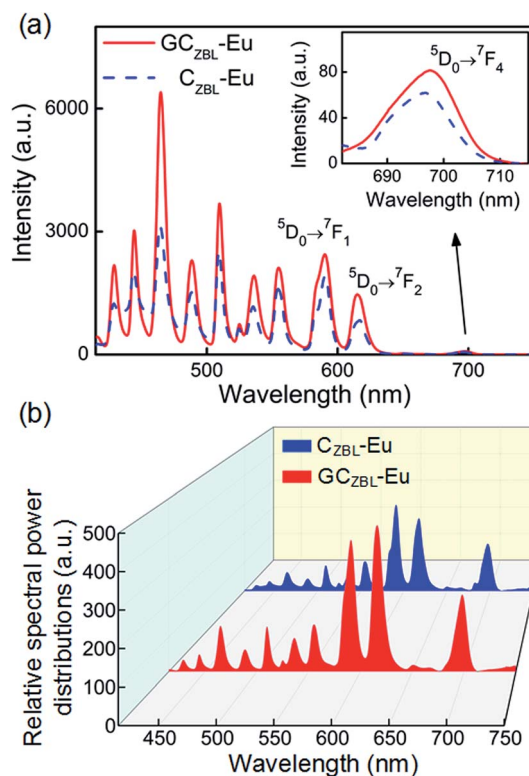 (a)
GC_ZBL-Eu
C_ZBL-Eu
Intensity (a.u.)
6000
3000
0
500
600
700
Wavelength (nm)
⁵D₀→⁷F₁
⁵D₀→⁷F₂
Intensity (a.u.)
80
40
0
690
700
710
Wavelength (nm)
⁵D₀→⁷F₄
(b)
C_ZBL-Eu
GC_ZBL-Eu
Relative spectral power
distributions (a.u.)
500
400
300
200
100
0
450
500
550
600
650
700
750
Wavelength (nm)